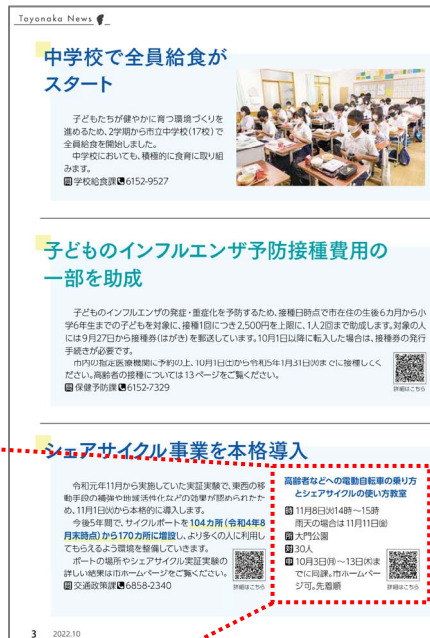 Toyonaka News
中学校で全員給食が
スタート
子どもたちが健やかに育つ環境づくりを
進めるため、2学期から市立中学校(17校)で
全員給食を開始しました。
中学校においても、積極的に食育に取り組
みます。
問学校給食課☎6152-9527
子どものインフルエンザ予防接種費用の
一部を助成
子どものインフルエンザの発症・重症化を予防するため、接種日時点で市在住の生後6カ月から小
学6年生までの子どもを対象に、接種1回につき2,500円を上限に、1人2回まで助成します。対象の人
には9月27日から接種券(はがき)を郵送しています。10月1日以降に転入した場合は、接種券の発行
手続きが必要です。
市内の指定医療機関に予約の上、10月1日(土)から令和5年1月31日(火)までに接種してく
ださい。高齢者の接種については13ページをご覧ください。
問保健予防課☎6152-7329
詳細はこちら
シェアサイクル事業を本格導入
令和元年11月から実施していた実証実験で、東西の移
動手段の補強や地域活性化などの効果が認められたた
め、11月1日(火)から本格的に導入します。
今後5年間で、サイクルポートを104カ所(令和4年8
月末時点)から170カ所に増設し、より多くの人に利用し
てもらえるよう環境を整備していきます。
ポートの場所やシェアサイクル実証実験の
詳しい結果は市ホームページをご覧ください。
問交通政策課☎6858-2340
詳細はこちら
高齢者などへの電動自転車の乗り方
とシェアサイクルの使い方教室
時11月8日(火)14時~15時
雨天の場合は11月11日(金)
所大門公園
対30人
申10月3日(月)~13日(木)ま
でに同課。市ホームペー
ジ可。先着順
詳細はこちら
3 2022.10